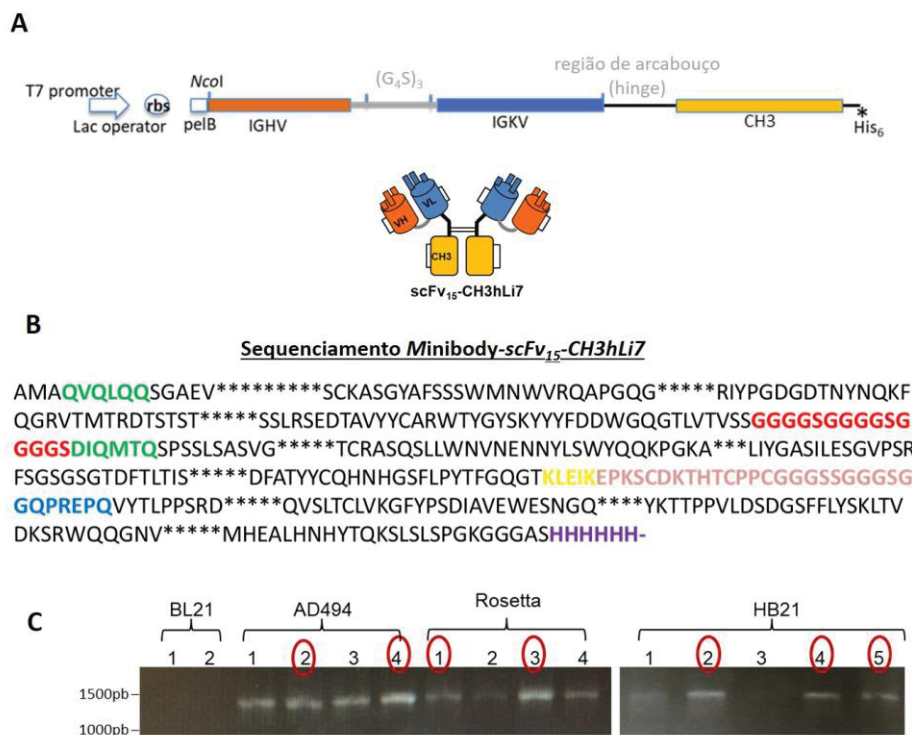 A
T7 promoter
Lac operator
rbs
NcoI
pelB
IGHV
(G4S)3
IGKV
região de arcabouço
(hinge)
CH3
*
His6
VH
VL
CH3
scFv15-CH3hLi7
B
Sequenciamento Minibody-scFv15-CH3hLi7
AMAQVQLQQSGAEV*********SCKASGYAFSSSWMNWVRQAPGQG*****RIYPGDGDTNYNQKF
QGRVTMTRDTSTST*****SSLRSEDTAVYYCARWTYGYSKYYYFDDWGQGTLVTVSSGGGGSGGGGSG
GGGSDIQMTQSPSSLSASVG*****TCRASQSLLWNVNENNYLSWYQQKPGKA***LIYGASILESGVPSR
FSGSGSGTDFTLTIS*****DFATYYCQHNHGSFLPYTFGQGTKLEIKEPKSCDKTHTCPPCGGGSSGGGSG
GQPREPQVYTLPPSRD*****QVSLTCLVKGFYPSDIAVEWESNGQ****YKTTPPVLDSDGSFFLYSKLTV
DKSRWQQGNV*****MHEALHNHYTQKSLSLSPGKGGGASHHHHHH-
C
BL21 AD494 Rosetta HB21
1 2 1 2 3 4 1 2 3 4 1 2 3 4 5
1500pb
1000pb